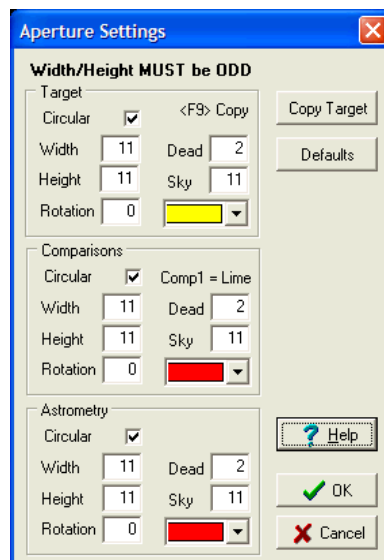 Aperture Settings
Width/Height MUST be ODD
Target
Circular <F9> Copy
Width 11 Dead 2
Height 11 Sky 11
Rotation 0
Copy Target
Defaults
Comparisons
Circular Comp1 = Lime
Width 11 Dead 2
Height 11 Sky 11
Rotation 0
Astrometry
Circular
Width 11 Dead 2
Height 11 Sky 11
Rotation 0
? Help
OK
Cancel